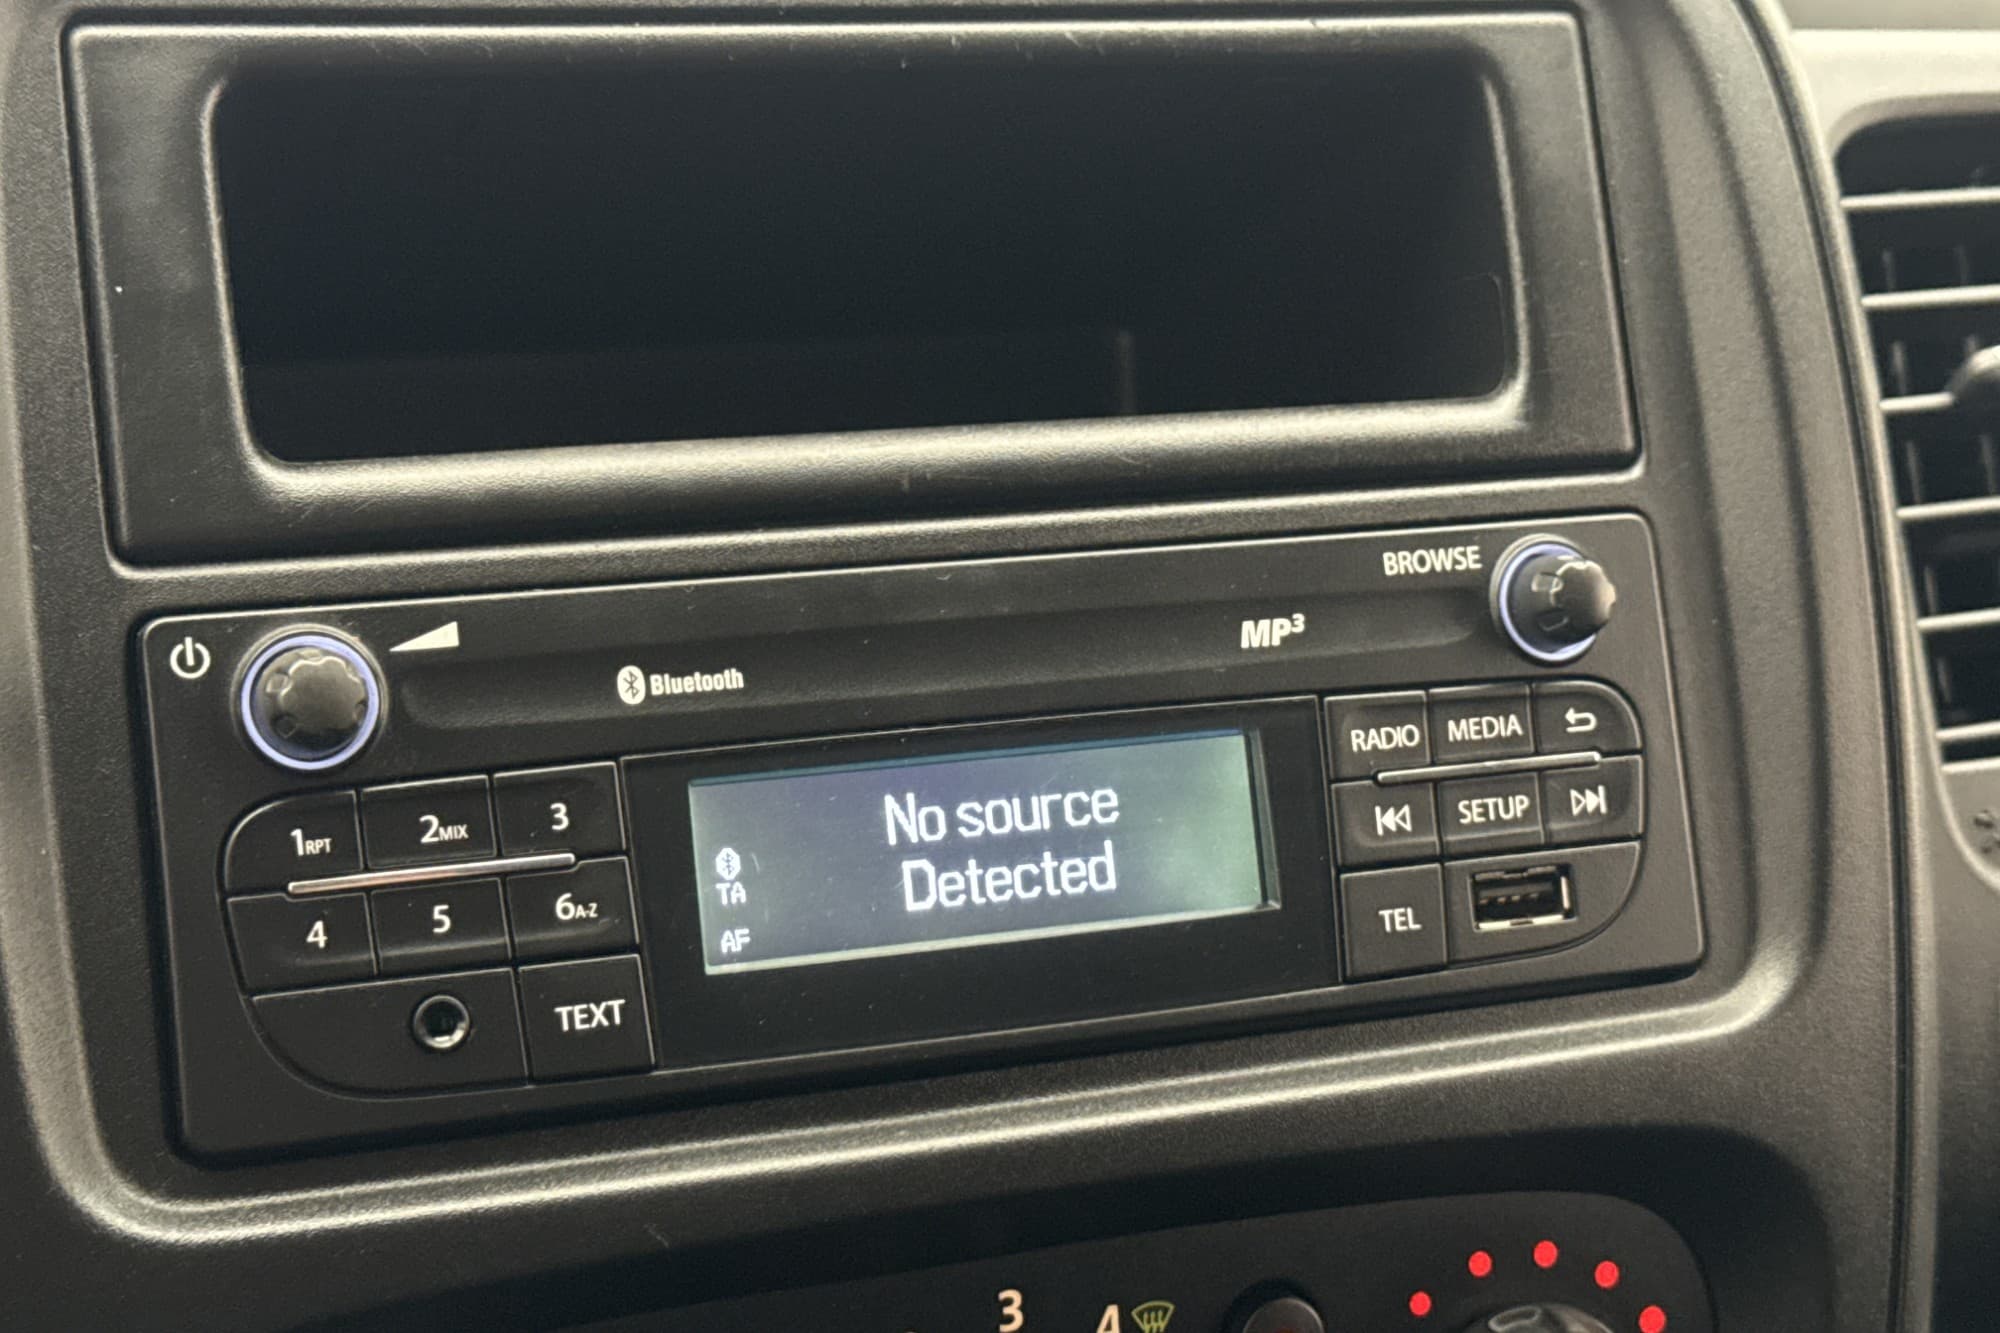 BROWSE
MP3
Bluetooth
RADIO MEDIA
1RPT 2MIX 3
No source
Detected
SETUP
TA
4 5 6A-Z
TEL
AF
TEXT
3 4